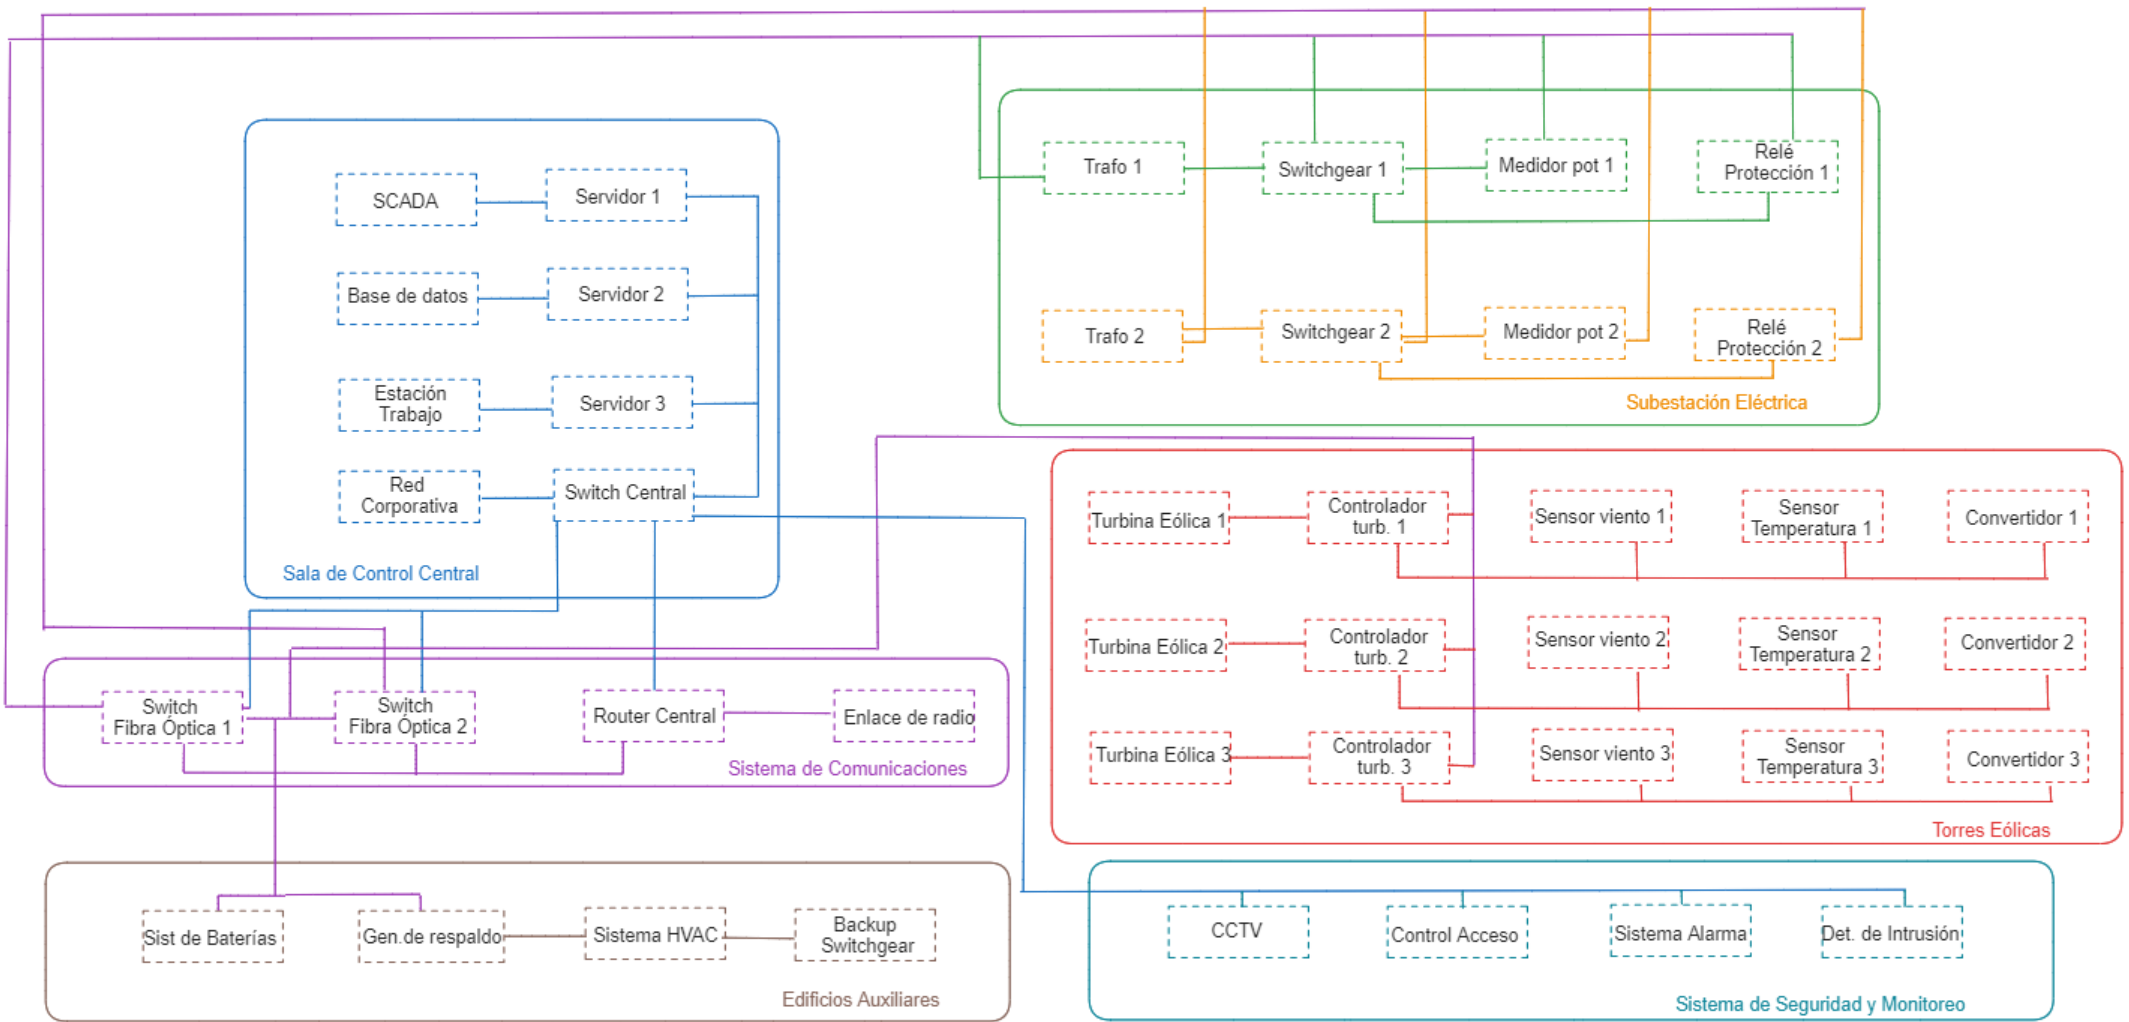 SCADA
Servidor 1
Base de datos
Servidor 2
Estación
Trabajo
Servidor 3
Red
Corporativa
Switch Central
Sala de Control Central
Trafo 1
Switchgear 1
Medidor pot 1
Relé
Protección 1
Trafo 2
Switchgear 2
Medidor pot 2
Relé
Protección 2
Subestación Eléctrica
Turbina Eólica 1
Controlador
turb. 1
Sensor viento 1
Sensor
Temperatura 1
Convertidor 1
Turbina Eólica 2
Controlador
turb. 2
Sensor viento 2
Sensor
Temperatura 2
Convertidor 2
Turbina Eólica 3
Controlador
turb. 3
Sensor viento 3
Sensor
Temperatura 3
Convertidor 3
Torres Eólicas
Switch
Fibra Óptica 1
Switch
Fibra Óptica 2
Router Central
Enlace de radio
Sistema de Comunicaciones
Sist de Baterías
Gen.de respaldo
Sistema HVAC
Backup
Switchgear
Edificios Auxiliares
CCTV
Control Acceso
Sistema Alarma
Det. de Intrusión
Sistema de Seguridad y Monitoreo